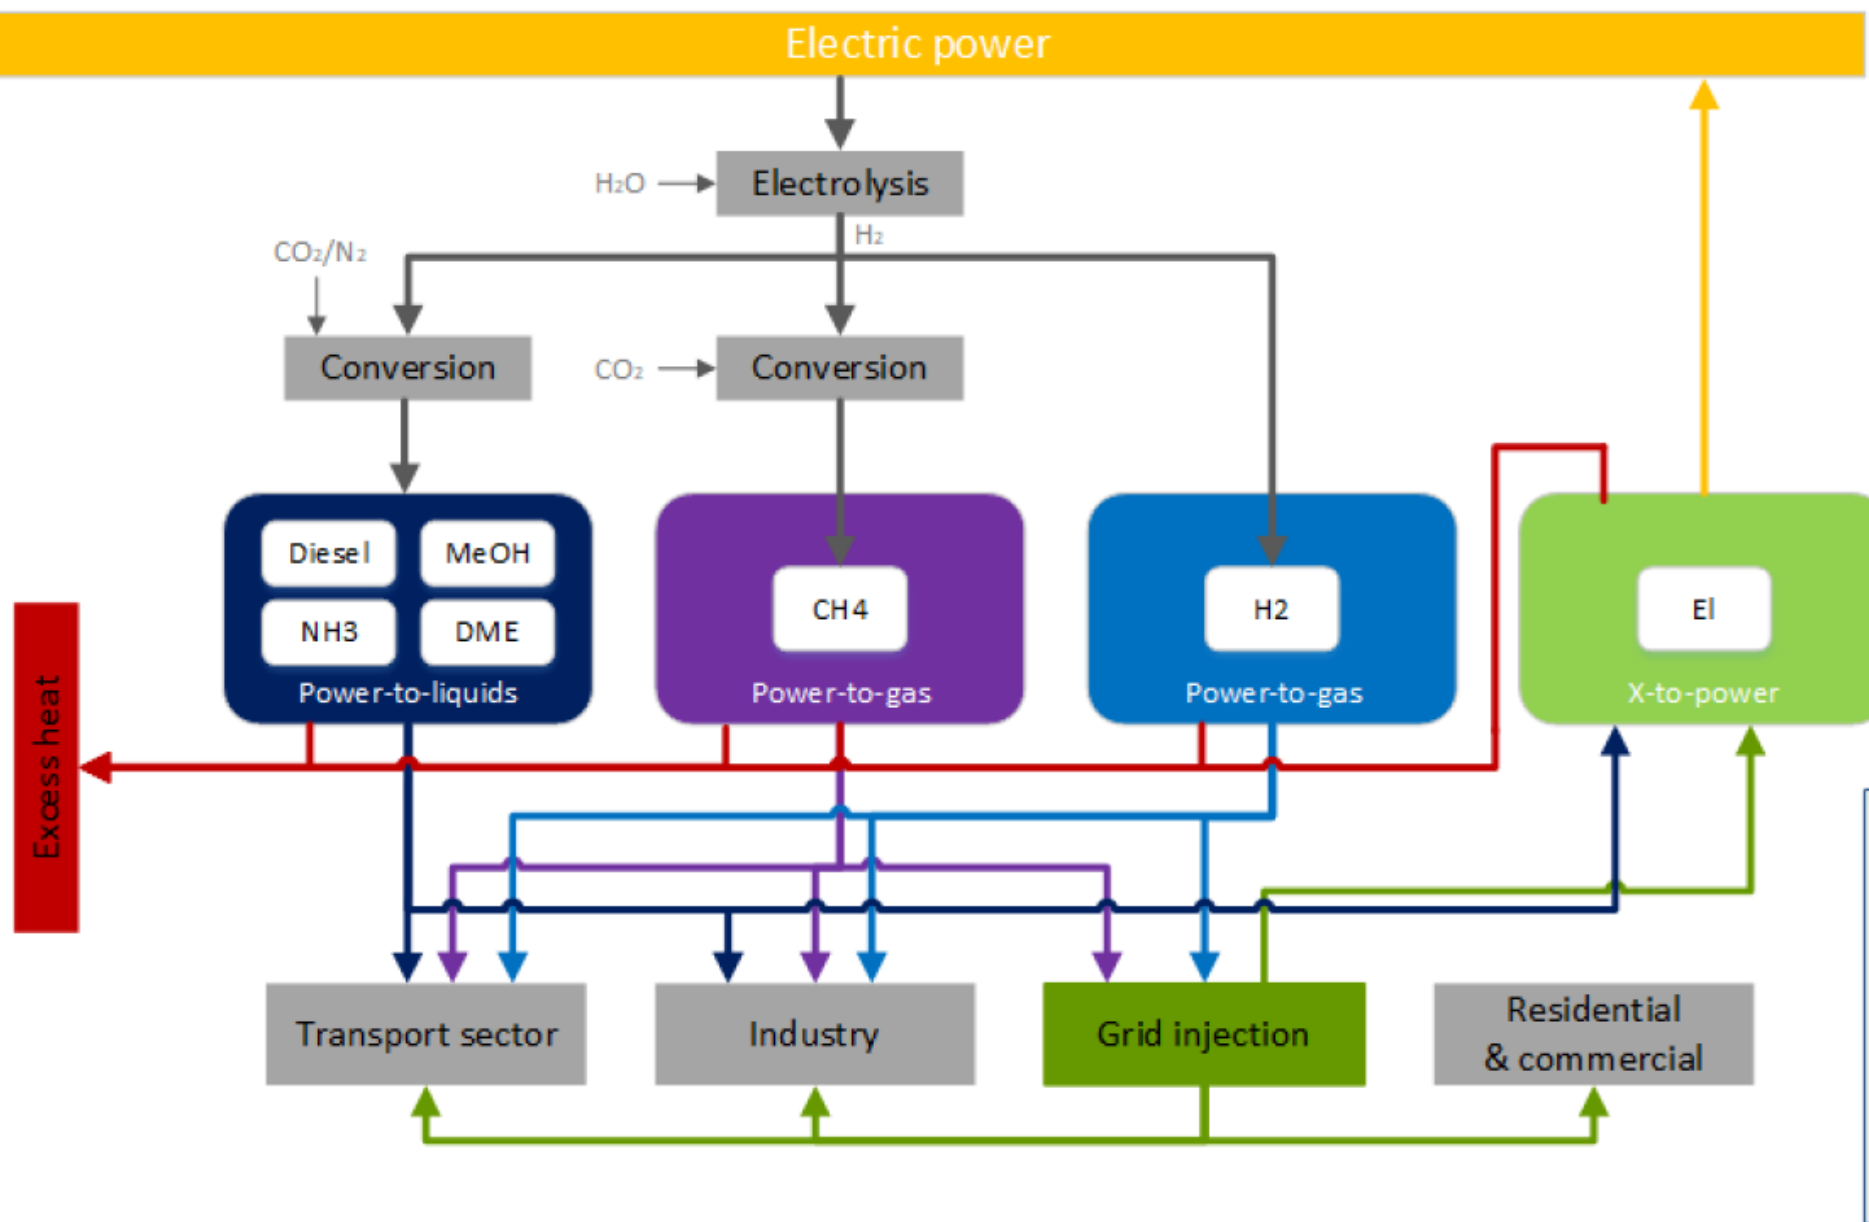 Electric power
H₂O
Electrolysis
H₂
CO₂/N₂
Conversion
CO₂
Conversion
Diesel
MeOH
NH3
DME
Power-to-liquids
CH4
Power-to-gas
H2
Power-to-gas
El
X-to-power
Excess heat
Transport sector
Industry
Grid injection
Residential
& commercial